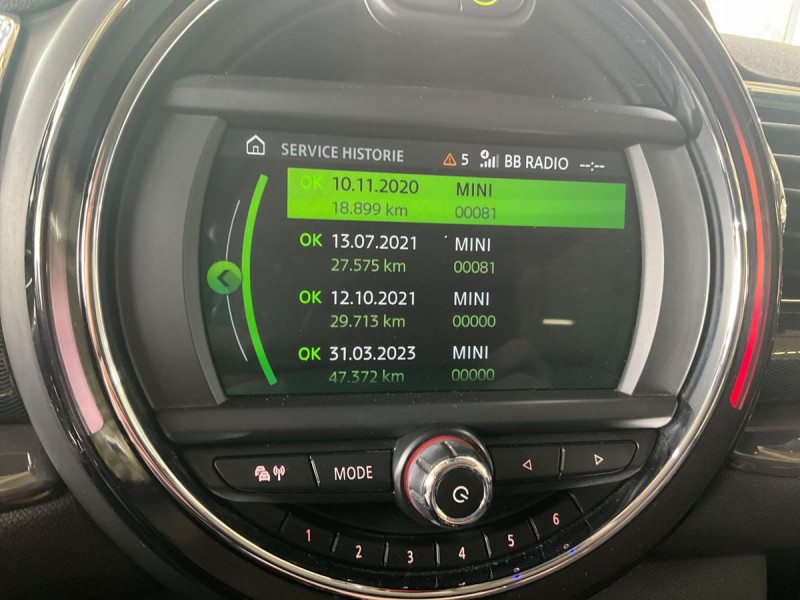 SERVICE HISTORIE 5 BB RADIO --:--
OK 10.11.2020 MINI
18.899 km 00081
OK 13.07.2021 MINI
27.575 km 00081
OK 12.10.2021 MINI
29.713 km 00000
OK 31.03.2023 MINI
47.372 km 00000
MODE
1 2 3 4 5 6